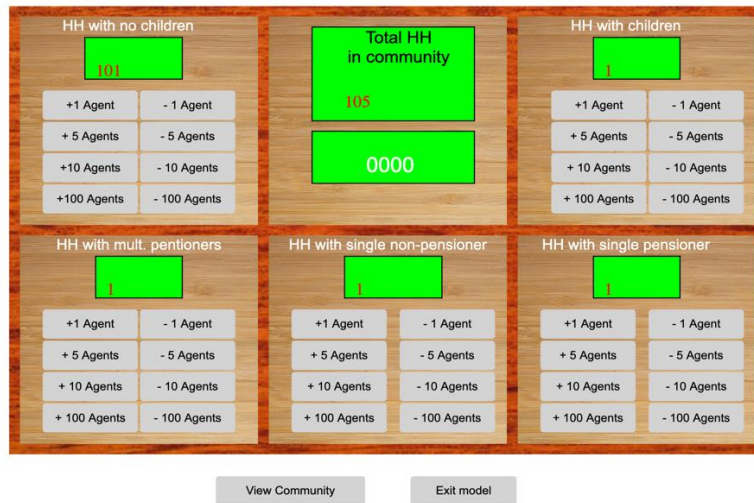 HH with no children
101
+1 Agent
- 1 Agent
+ 5 Agents
- 5 Agents
+10 Agents
- 10 Agents
+100 Agents
- 100 Agents
Total HH
in community
105
0000
HH with children
1
+1 Agent
- 1 Agent
+ 5 Agents
- 5 Agents
+ 10 Agents
- 10 Agents
+ 100 Agents
- 100 Agents
HH with mult. pentioners
1
+1 Agent
- 1 Agent
+ 5 Agents
- 5 Agents
+ 10 Agents
- 10 Agents
+ 100 Agents
- 100 Agents
HH with single non-pensioner
1
+1 Agent
- 1 Agent
+ 5 Agents
- 5 Agents
+ 10 Agents
- 10 Agents
+ 100 Agents
- 100 Agents
HH with single pensioner
1
+1 Agent
- 1 Agent
+ 5 Agents
- 5 Agents
+ 10 Agents
- 10 Agents
+ 100 Agents
- 100 Agents
View Community
Exit model